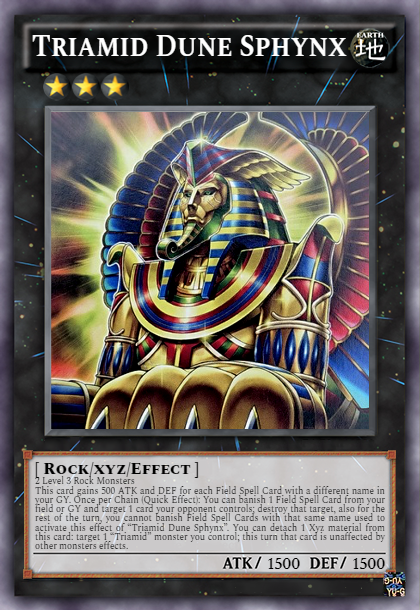 TRIAMID DUNE SPHYNX
EARTH
地
[ ROCK/XYZ/EFFECT ]
2 Level 3 Rock Monsters
This card gains 500 ATK and DEF for each Field Spell Card with a different name in
your GY. Once per Chain (Quick Effect): You can banish 1 Field Spell Card from your
field or GY and target 1 card your opponent controls; destroy that target, also for the
rest of the turn, you cannot banish Field Spell Cards with that same name used to
activate this effect of "Triamid Dune Sphynx". You can detach 1 Xyz material from
this card: target 1 "Triamid" monster you control; this turn that card is unaffected by
other monsters effects.
ATK/ 1500 DEF/ 1500
YU-G